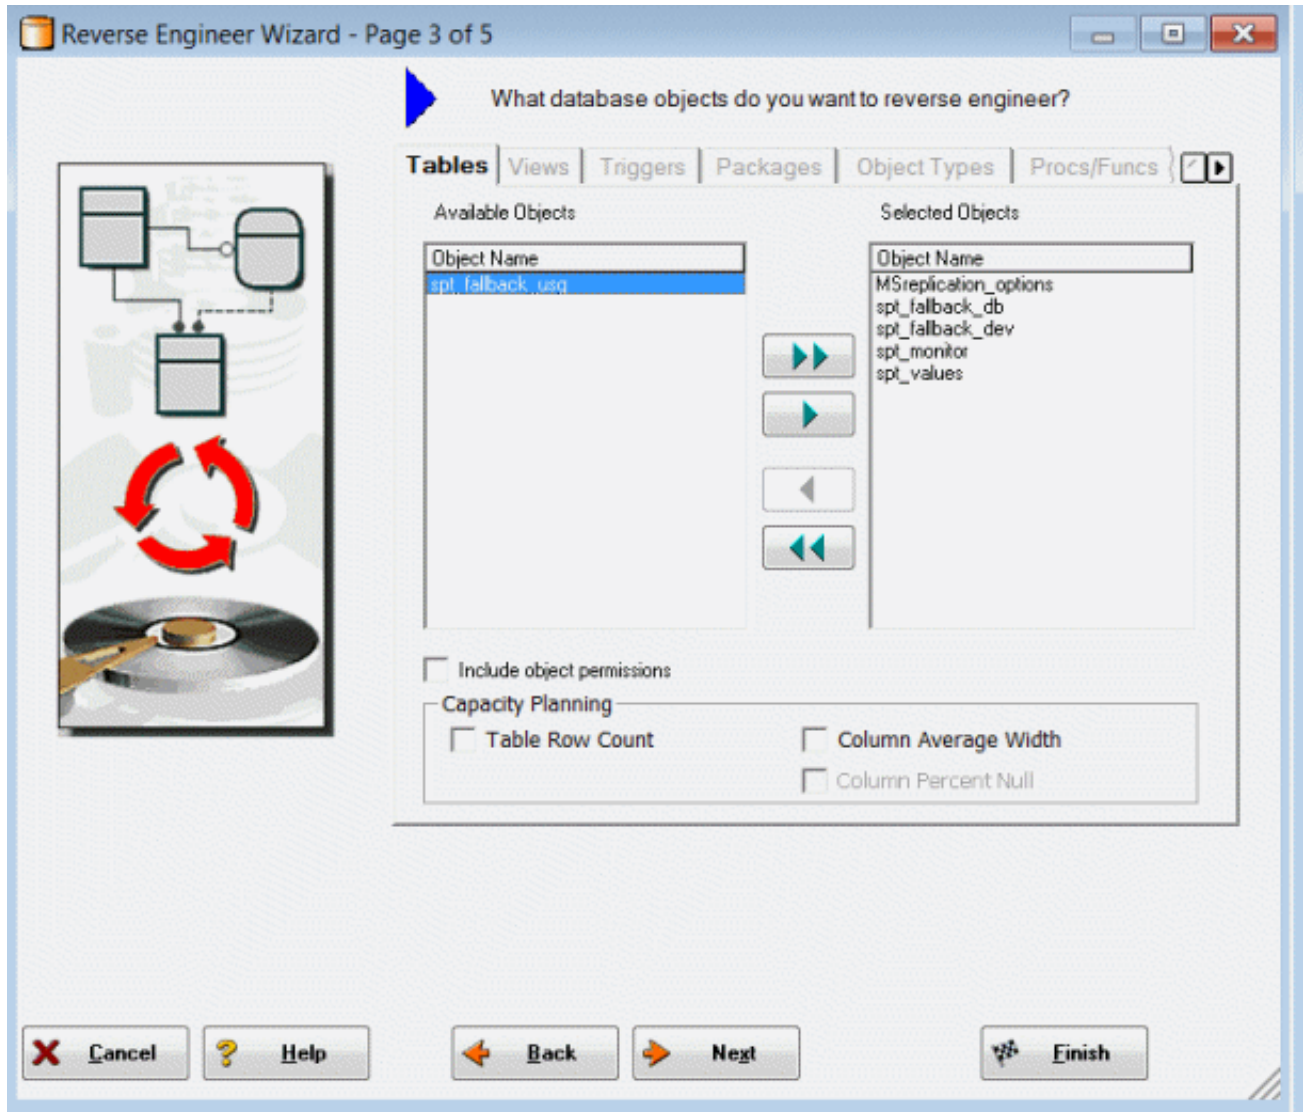 Reverse Engineer Wizard - Page 3 of 5
What database objects do you want to reverse engineer?
Tables Views Triggers Packages Object Types Procs/Funcs
Available Objects
Selected Objects
Object Name
spt_fallback_usg
Object Name
MSreplication_options
spt_fallback_db
spt_fallback_dev
spt_monitor
spt_values
Include object permissions
Capacity Planning
Table Row Count
Column Average Width
Column Percent Null
Cancel
Help
Back
Next
Finish